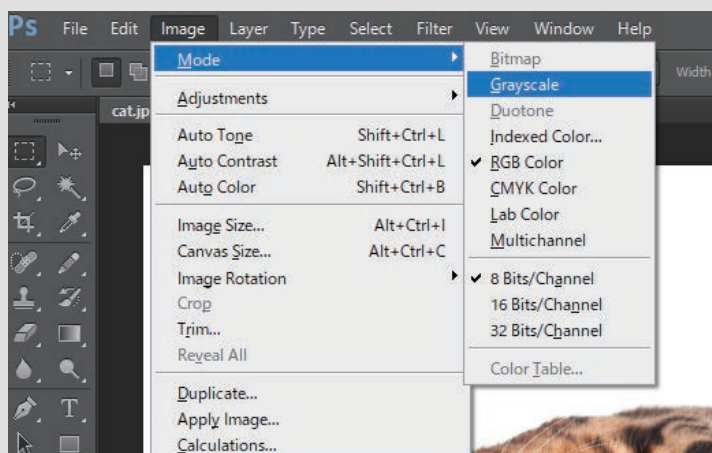 Ps File Edit Image Layer Type Select Filter View Window Help
Width
cat.jp
Mode
Adjustments
Auto Tone Shift+Ctrl+L
Auto Contrast Alt+Shift+Ctrl+L
Auto Color Shift+Ctrl+B
Image Size... Alt+Ctrl+I
Canvas Size... Alt+Ctrl+C
Image Rotation
Crop
Trim...
Reveal All
Duplicate...
Apply Image...
Calculations...
Bitmap
Grayscale
Duotone
Indexed Color...
RGB Color
CMYK Color
Lab Color
Multichannel
8 Bits/Channel
16 Bits/Channel
32 Bits/Channel
Color Table...
T